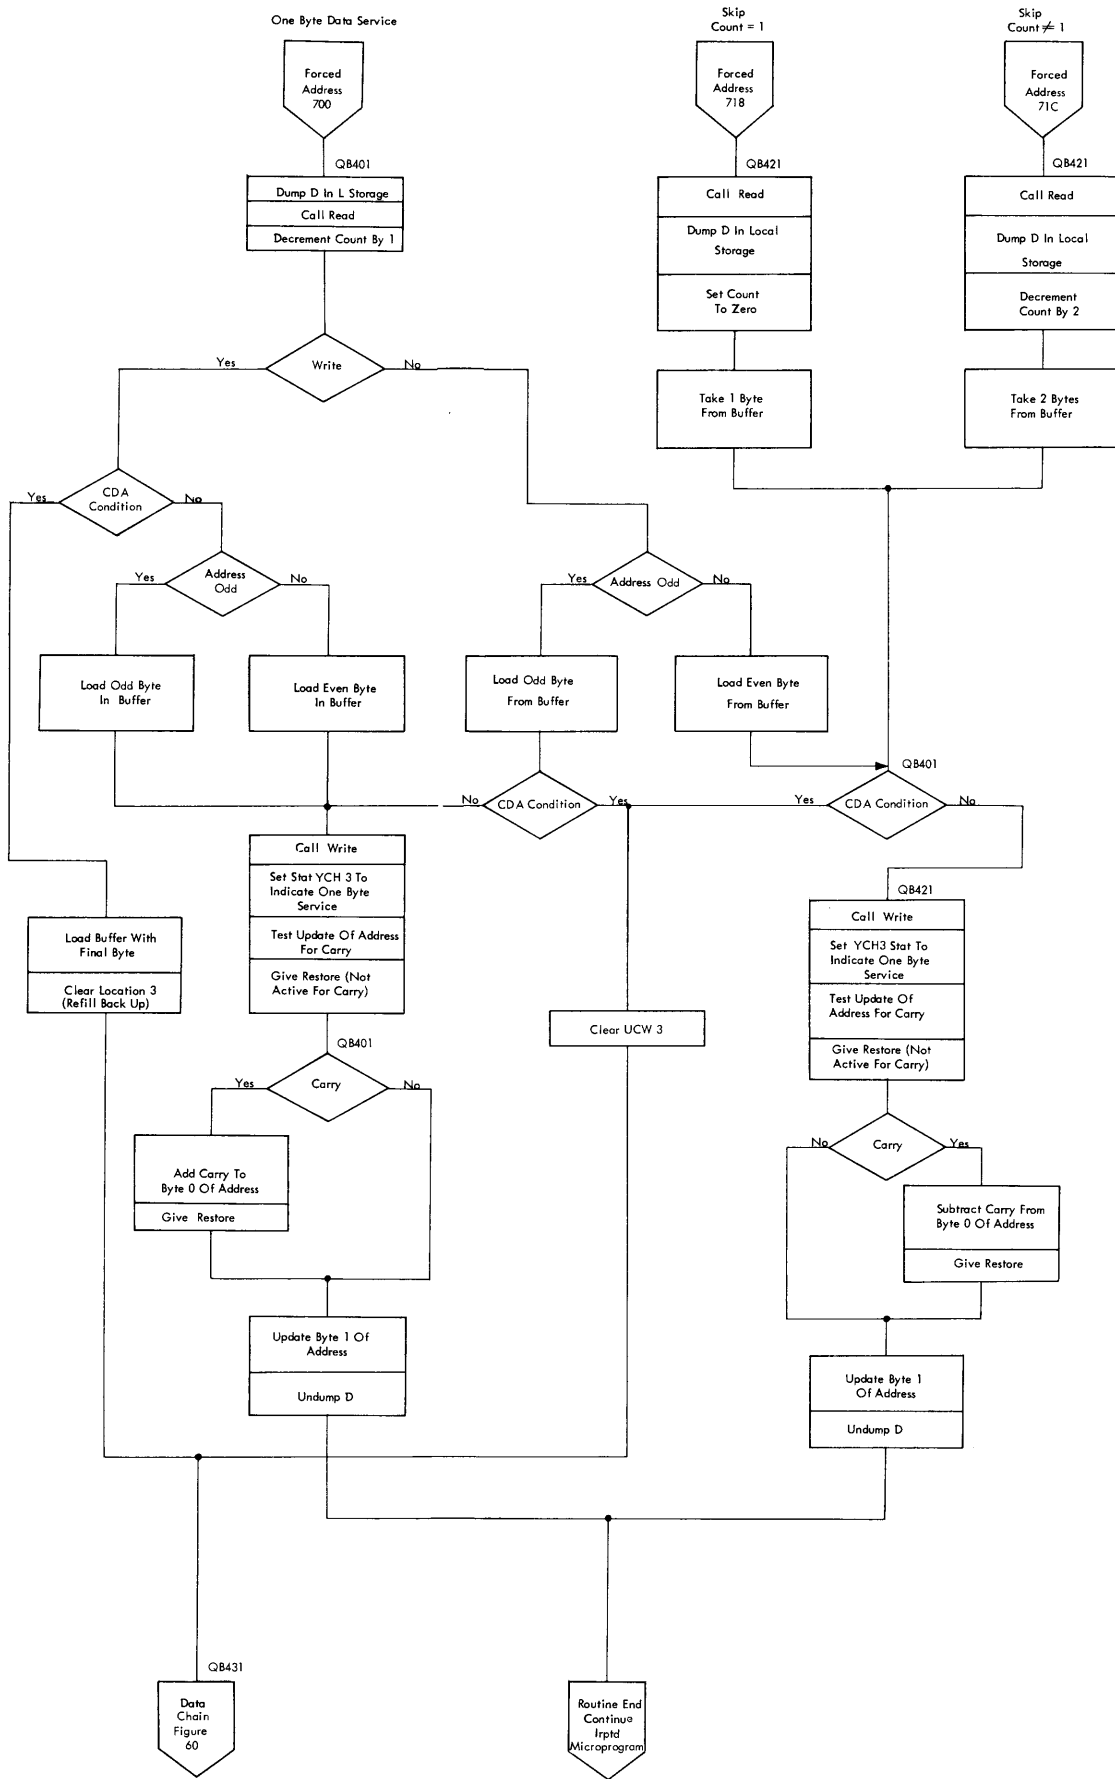 One Byte Data Service
Skip
Count = 1
Skip
Count ≠ 1
Forced
Address
700
Forced
Address
718
Forced
Address
71C
QB401
QB421
QB421
Dump D In L Storage
Call Read
Decrement Count By 1
Call Read
Dump D In Local
Storage
Set Count
To Zero
Call Read
Dump D In Local
Storage
Decrement
Count By 2
Yes
Write
No
Take 1 Byte
From Buffer
Take 2 Bytes
From Buffer
Yes
CDA
Condition
No
Yes
Address
Odd
No
Yes
Address Odd
No
Load Odd Byte
In Buffer
Load Even Byte
In Buffer
Load Odd Byte
From Buffer
Load Even Byte
From Buffer
QB401
No
CDA Condition
Yes
Yes
CDA Condition
No
Call Write
Set Stat YCH 3 To
Indicate One Byte
Service
Test Update Of Address
For Carry
Give Restore (Not
Active For Carry)
QB421
Call Write
Set YCH3 Stat To
Indicate One Byte
Service
Test Update Of
Address For Carry
Give Restore (Not
Active For Carry)
Load Buffer With
Final Byte
Clear Location 3
(Refill Back Up)
Clear UCW 3
QB401
Yes
Carry
No
No
Carry
Yes
Add Carry To
Byte 0 Of Address
Give Restore
Subtract Carry From
Byte 0 Of Address
Give Restore
Update Byte 1 Of
Address
Undump D
Update Byte 1
Of Address
Undump D
QB431
Data
Chain
Figure
60
Routine End
Continue
Irptd
Microprogram